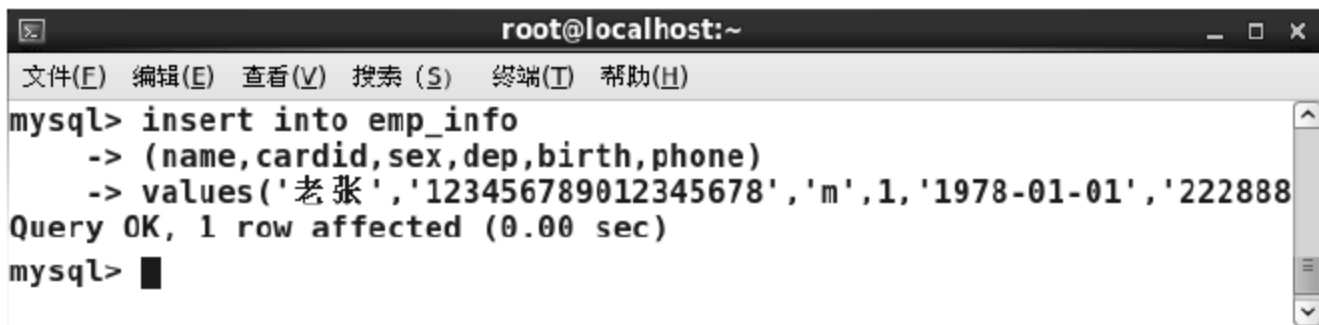 root@localhost:~
文件(F) 编辑(E) 查看(V) 搜索 (S) 终端(T) 帮助(H)
mysql> insert into emp_info
    -> (name,cardid,sex,dep,birth,phone)
    -> values('老张','123456789012345678','m',1,'1978-01-01','222888
Query OK, 1 row affected (0.00 sec)
mysql>